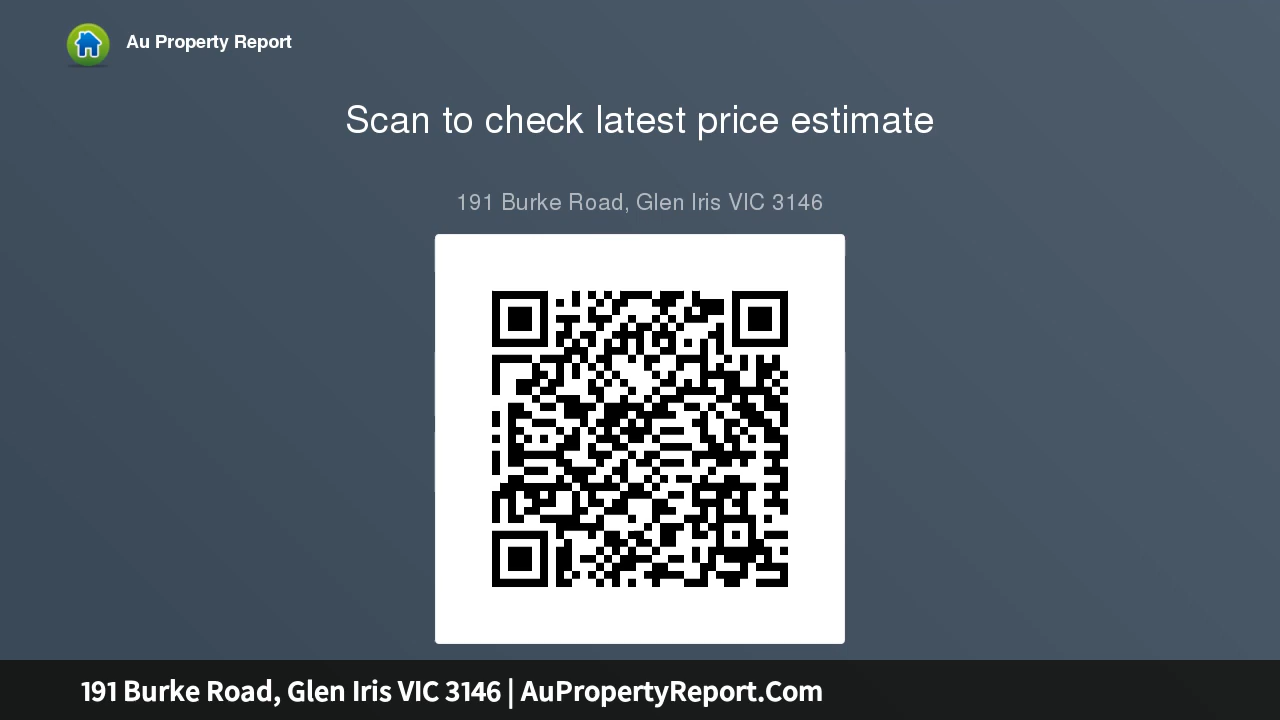 Au Property Report
Scan to check latest price estimate
191 Burke Road, Glen Iris VIC 3146
191 Burke Road, Glen Iris VIC 3146 | AuPropertyReport.Com